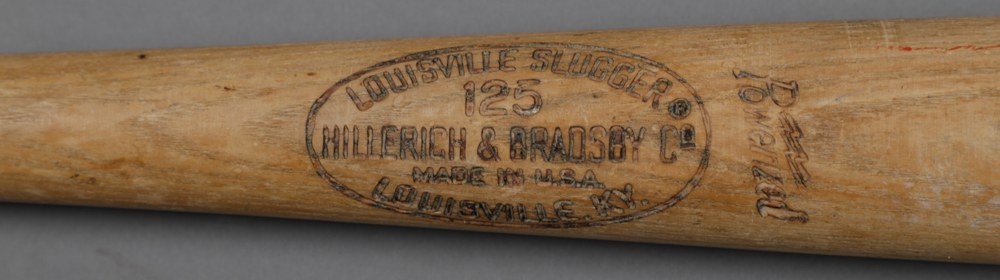 LOUISVILLE SLUGGER
125
®
HILLERICH & BRADSBY Co
MADE IN U.S.A.
LOUISVILLE, KY.
Powerized